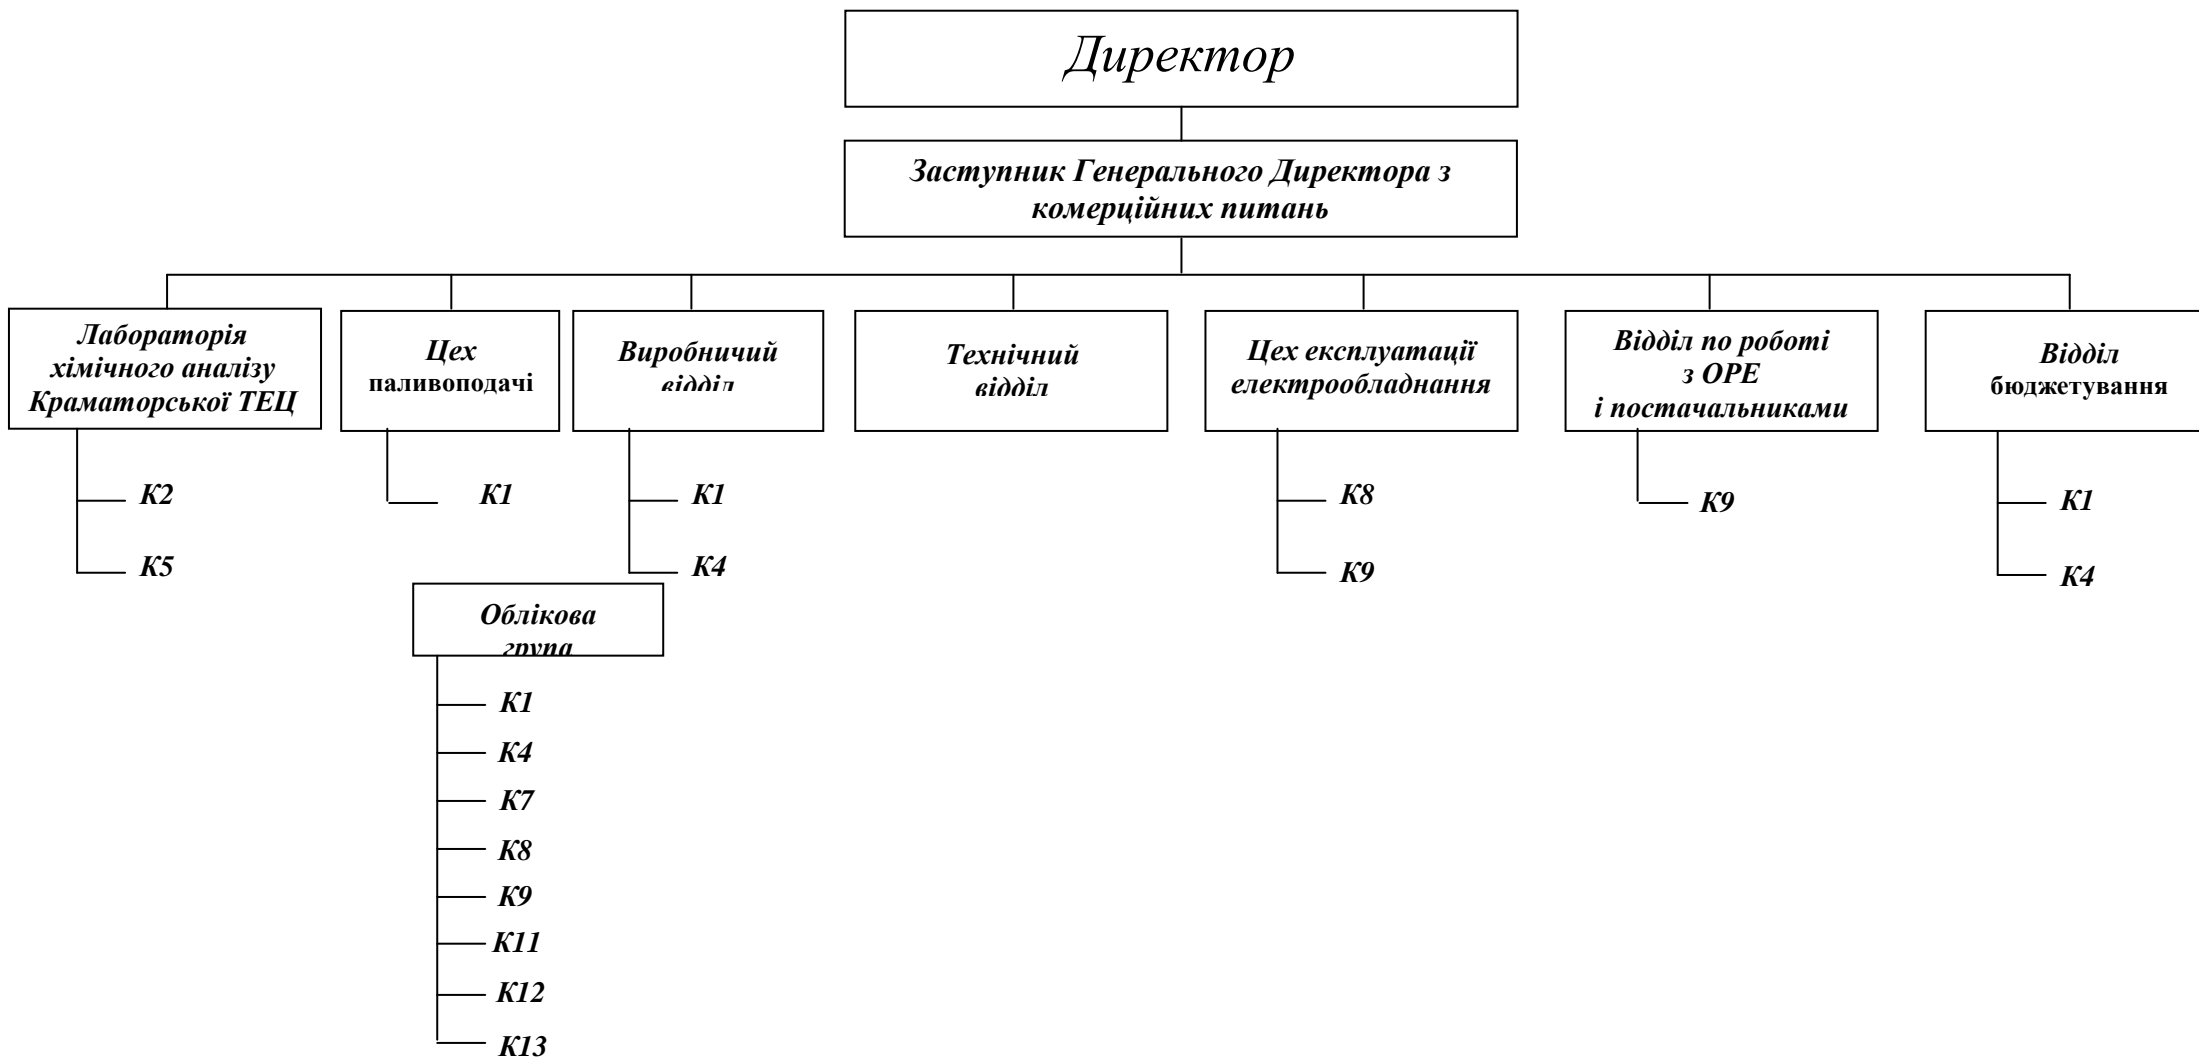 Директор
Заступник Генерального Директора з
комерційних питань
Лабораторія
хімічного аналізу
Краматорської ТЕЦ
Цех
паливоподачі
Виробничий
відділ
Технічний
відділ
Цех експлуатації
електрообладнання
Відділ по роботі
з ОРЕ
і постачальниками
Відділ
бюджетування
К2
К5
К1
К1
К4
К8
К9
К9
К1
К4
Облікова
група
К1
К4
К7
К8
К9
К11
К12
К13